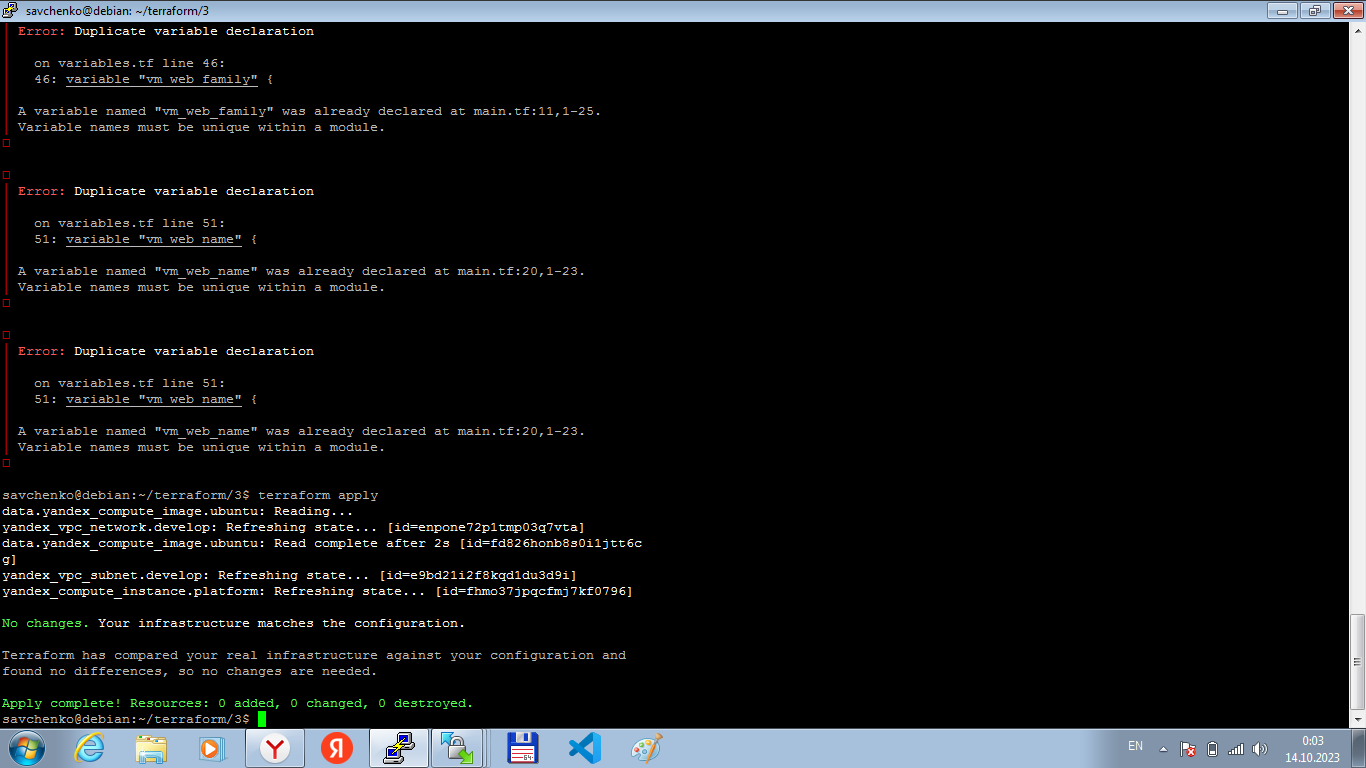 savchenko@debian: ~/terraform/3
Error: Duplicate variable declaration
on variables.tf line 46:
46: variable "vm_web_family" {
A variable named "vm_web_family" was already declared at main.tf:11,1-25.
Variable names must be unique within a module.
Error: Duplicate variable declaration
on variables.tf line 51:
51: variable "vm_web_name" {
A variable named "vm_web_name" was already declared at main.tf:20,1-23.
Variable names must be unique within a module.
Error: Duplicate variable declaration
on variables.tf line 51:
51: variable "vm_web_name" {
A variable named "vm_web_name" was already declared at main.tf:20,1-23.
Variable names must be unique within a module.
savchenko@debian:~/terraform/3$ terraform apply
data.yandex_compute_image.ubuntu: Reading...
yandex_vpc_network.develop: Refreshing state... [id=enpone72p1tmp03q7vta]
data.yandex_compute_image.ubuntu: Read complete after 2s [id=fd826honb8s0i1jtt6c
g]
yandex_vpc_subnet.develop: Refreshing state... [id=e9bd21i2f8kqd1du3d9i]
yandex_compute_instance.platform: Refreshing state... [id=fhmo37jpqcfmj7kf0796]
No changes. Your infrastructure matches the configuration.
Terraform has compared your real infrastructure against your configuration and
found no differences, so no changes are needed.
Apply complete! Resources: 0 added, 0 changed, 0 destroyed.
savchenko@debian:~/terraform/3$
Y
Я
64
EN
0:03
14.10.2023